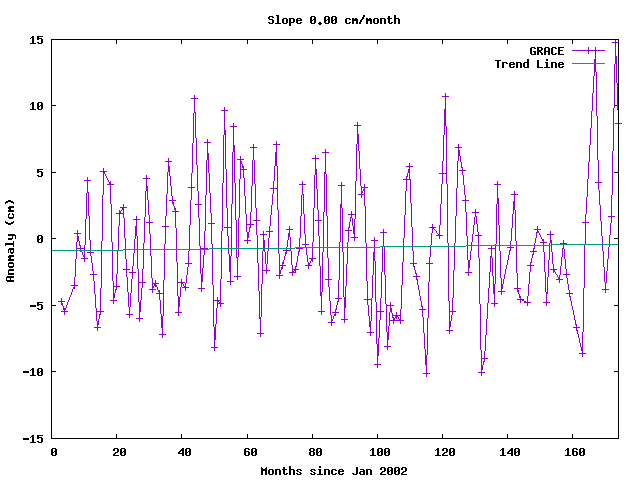 Slope 0.00 cm/month
15
GRACE
Trend Line
10
5
0
-5
-10
-15
Anomaly (cm)
0 20 40 60 80 100 120 140 160
Months since Jan 2002